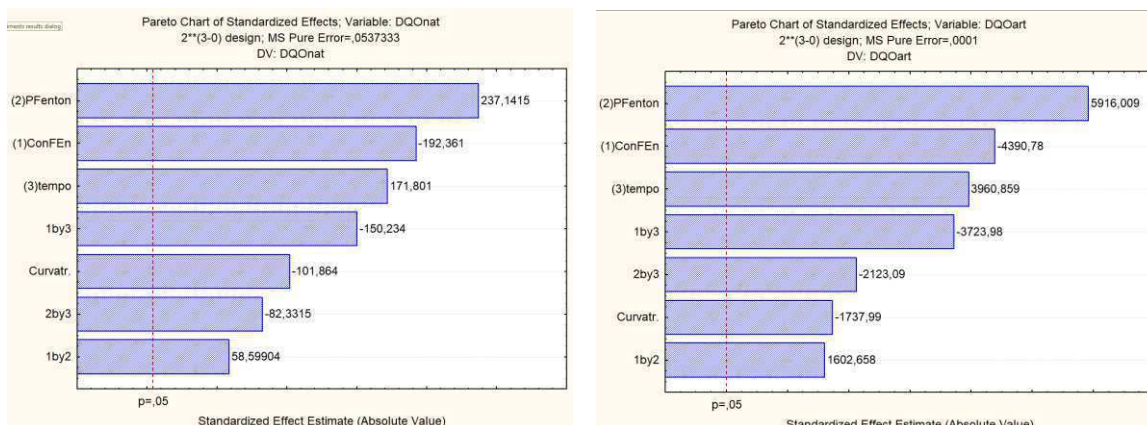 Pareto Chart of Standardized Effects; Variable: DQOnat
2**(3-0) design; MS Pure Error=,0537333
DV: DQOnat
results dialog
(2)PFenton
237,1415
(1)ConFEn
-192,361
(3)tempo
171,801
1by3
-150,234
Curvatr.
-101,864
2by3
-82,3315
1by2
58,59904
p=,05
Standardized Effect Estimate (Absolute Value)
Pareto Chart of Standardized Effects; Variable: DQOart
2**(3-0) design; MS Pure Error=,0001
DV: DQOart
(2)PFenton
5916,009
(1)ConFEn
-4390,78
(3)tempo
3960,859
1by3
-3723,98
2by3
-2123,09
Curvatr.
-1737,99
1by2
1602,658
p=,05
Standardized Effect Estimate (Absolute Value)